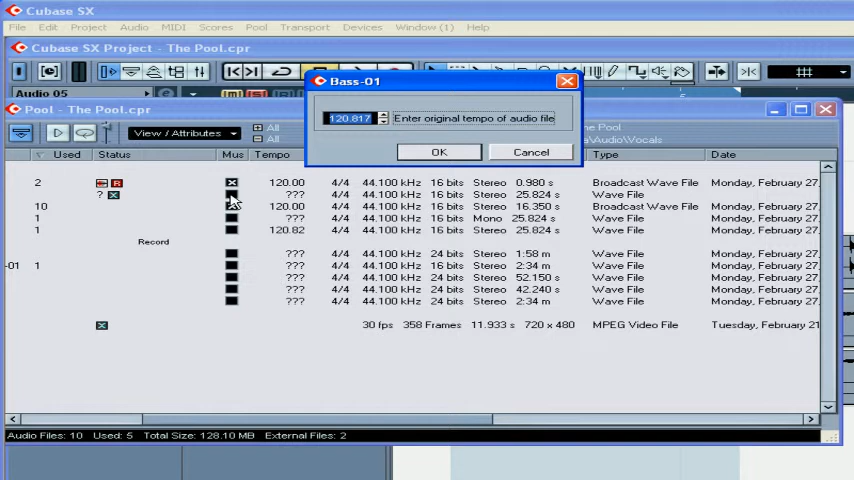 Cubase SX
File Edit Project Audio MIDI Scores Pool Transport Devices Window (1) Help
Cubase SX Project - The Pool.cpr
Audio 05
Bass-01
120.817 Enter original tempo of audio file
OK Cancel
Pool - The Pool.cpr
View / Attributes
All
All
The Pool
\Audio\Vocals
Used Status Mus Tempo Type Date
2 R 120.00 4/4 44.100 kHz 16 bits Stereo 0.980 s Broadcast Wave File Monday, February 27,
? ??? 4/4 44.100 kHz 16 bits Stereo 25.824 s Wave File Monday, February 27,
10 120.00 4/4 44.100 kHz 16 bits Stereo 16.350 s Broadcast Wave File Monday, February 27,
1 ??? 4/4 44.100 kHz 16 bits Mono 25.824 s Wave File Monday, February 27,
1 120.82 4/4 44.100 kHz 16 bits Stereo 25.824 s Wave File Monday, February 27,
Record
??? 4/4 44.100 kHz 24 bits Stereo 1:58 m Wave File Monday, February 27,
-01 1 ??? 4/4 44.100 kHz 16 bits Stereo 2:34 m Wave File Monday, February 27,
??? 4/4 44.100 kHz 24 bits Stereo 52.150 s Wave File Monday, February 27,
??? 4/4 44.100 kHz 24 bits Stereo 42.240 s Wave File Monday, February 27,
??? 4/4 44.100 kHz 24 bits Stereo 2:34 m Wave File Monday, February 27,
30 fps 358 Frames 11.933 s 720 x 480 MPEG Video File Tuesday, February 21
Audio Files: 10 Used: 5 Total Size: 128.10 MB External Files: 2